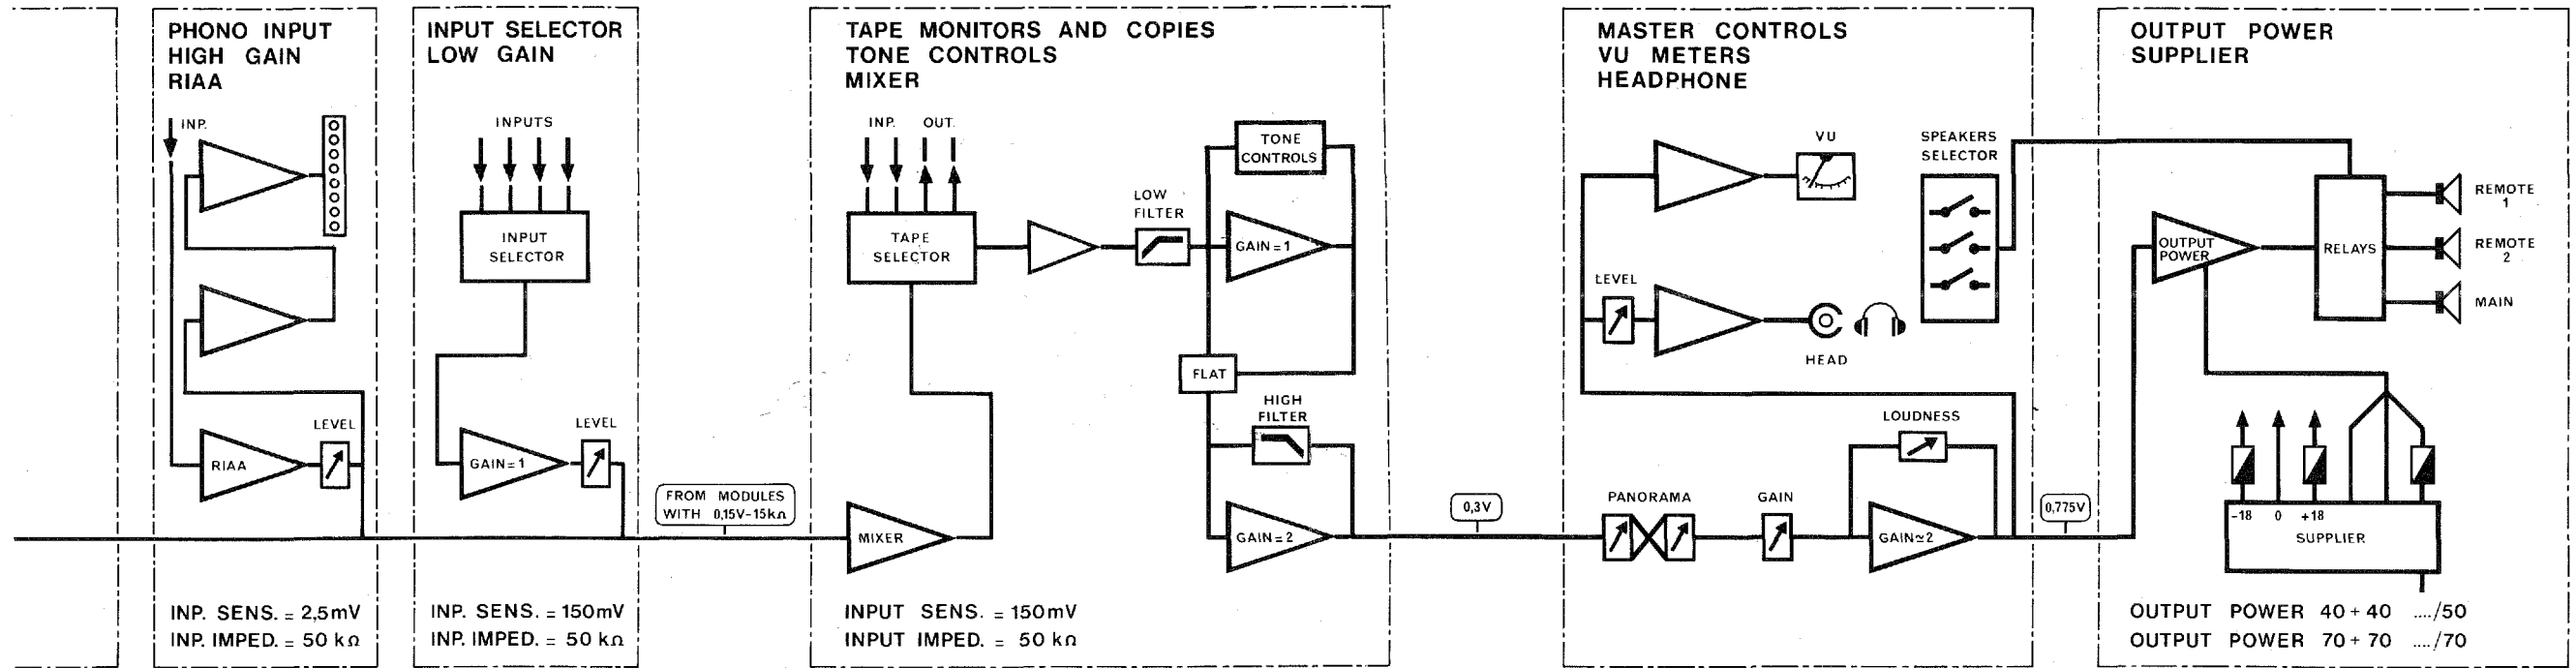 PHONO INPUT
HIGH GAIN
RIAA
INP.
LEVEL
RIAA
INP. SENS. = 2,5mV
INP. IMPED. = 50 kΩ
INPUT SELECTOR
LOW GAIN
INPUTS
INPUT
SELECTOR
LEVEL
GAIN=1
INP. SENS. = 150mV
INP. IMPED. = 50 kΩ
FROM MODULES
WITH 0,15V-15kΩ
TAPE MONITORS AND COPIES
TONE CONTROLS
MIXER
INP. OUT.
TAPE
SELECTOR
LOW
FILTER
TONE
CONTROLS
GAIN=1
FLAT
HIGH
FILTER
MIXER
GAIN=2
INPUT SENS. = 150mV
INPUT IMPED. = 50 kΩ
0,3V
MASTER CONTROLS
VU METERS
HEADPHONE
VU
SPEAKERS
SELECTOR
LEVEL
HEAD
LOUDNESS
PANORAMA
GAIN
GAIN≃2
0,775V
OUTPUT POWER
SUPPLIER
OUTPUT
POWER
RELAYS
REMOTE
1
REMOTE
2
MAIN
-18 0 +18
SUPPLIER
OUTPUT POWER 40+40 ..../50
OUTPUT POWER 70+70 ..../70